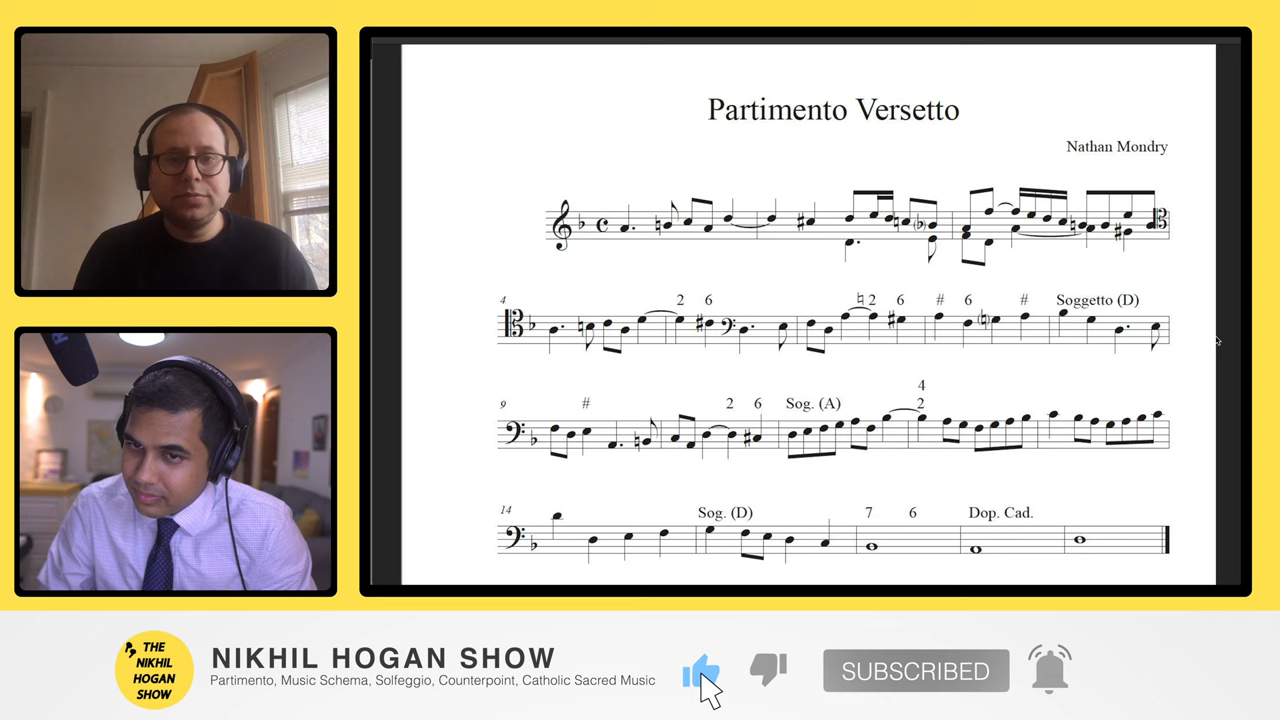 Partimento Versetto
Nathan Mondry
4
2 6 ♮ 2 6 # 6 # Soggetto (D)
4
9 # 2 6 Sog. (A) 2
14 Sog. (D) 7 6 Dop. Cad.
THE
NIKHIL
HOGAN
SHOW
NIKHIL HOGAN SHOW
Partimento, Music Schema, Solfeggio, Counterpoint, Catholic Sacred Music
SUBSCRIBED